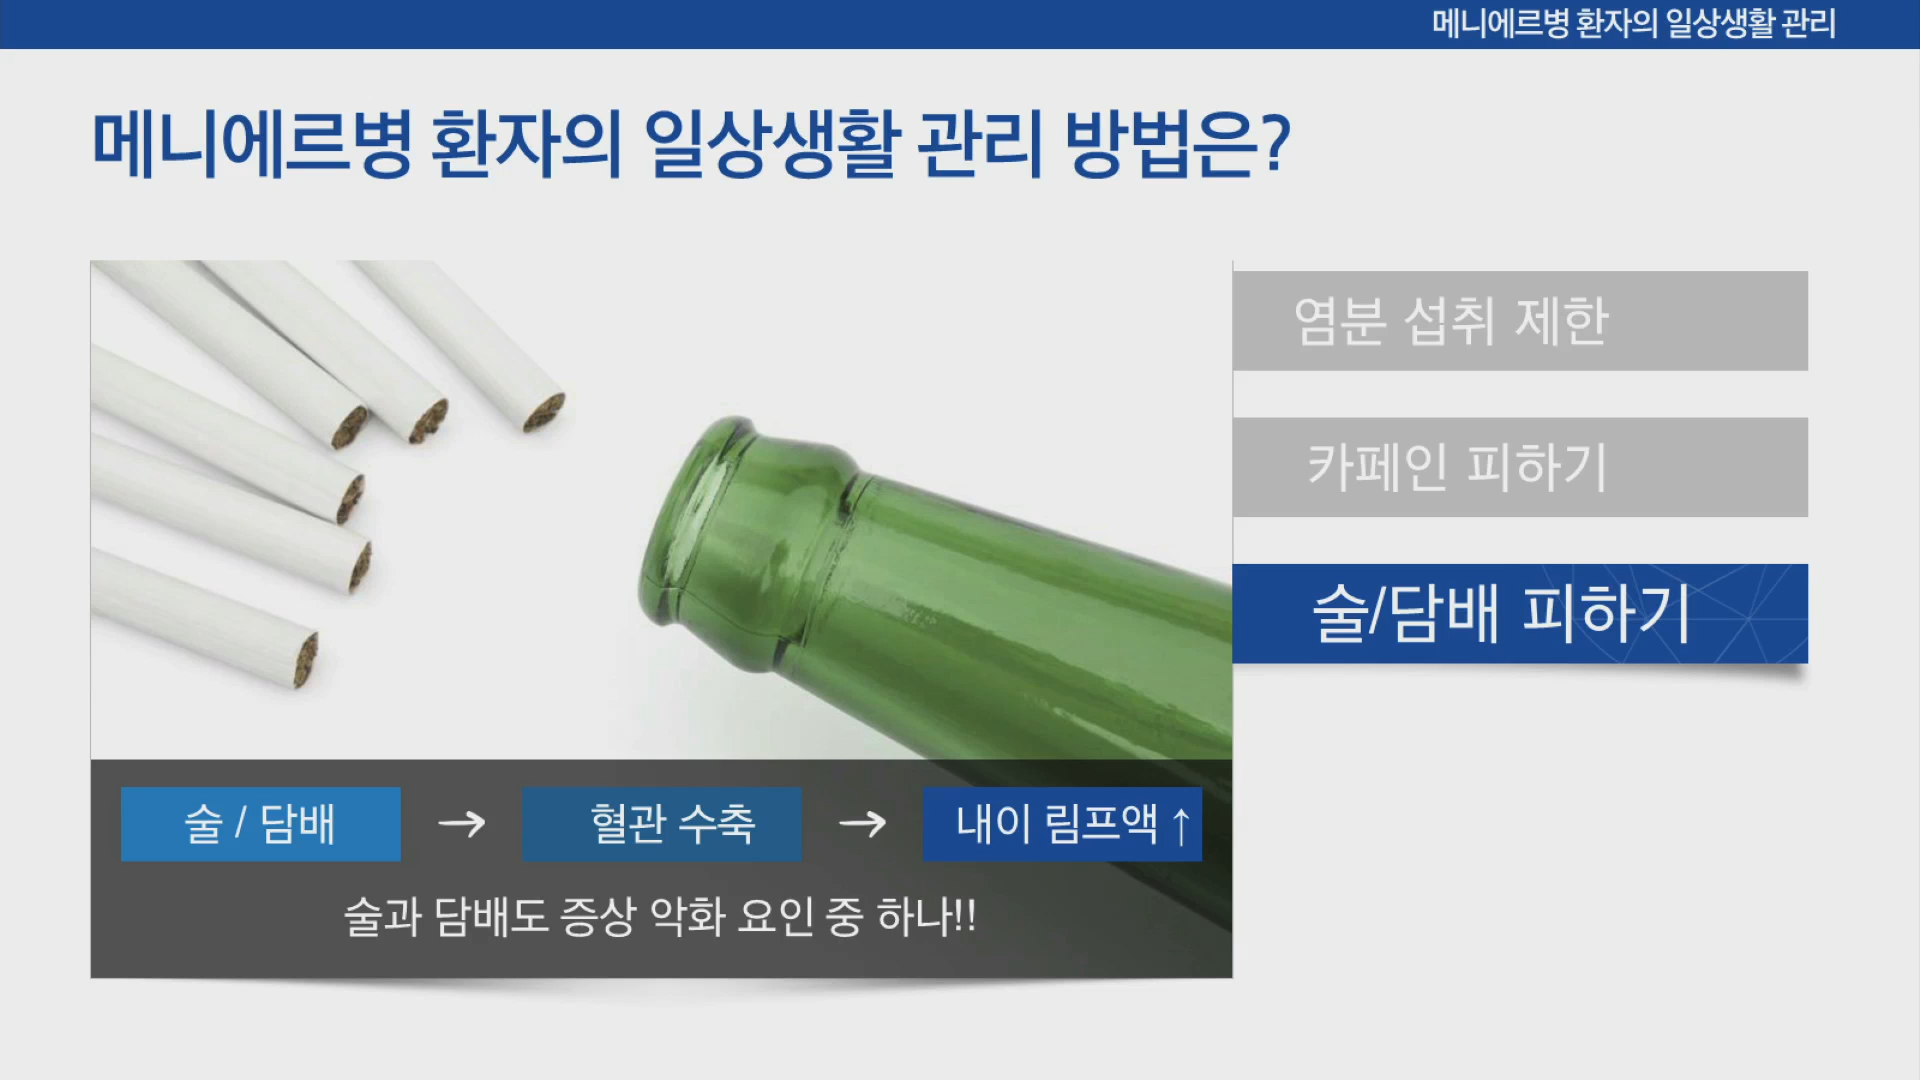 메니에르병 환자의 일상생활 관리
메니에르병 환자의 일상생활 관리 방법은?
염분 섭취 제한
카페인 피하기
술/담배 피하기
술 / 담배 → 혈관 수축 → 내이 림프액 ↑
술과 담배도 증상 악화 요인 중 하나!!